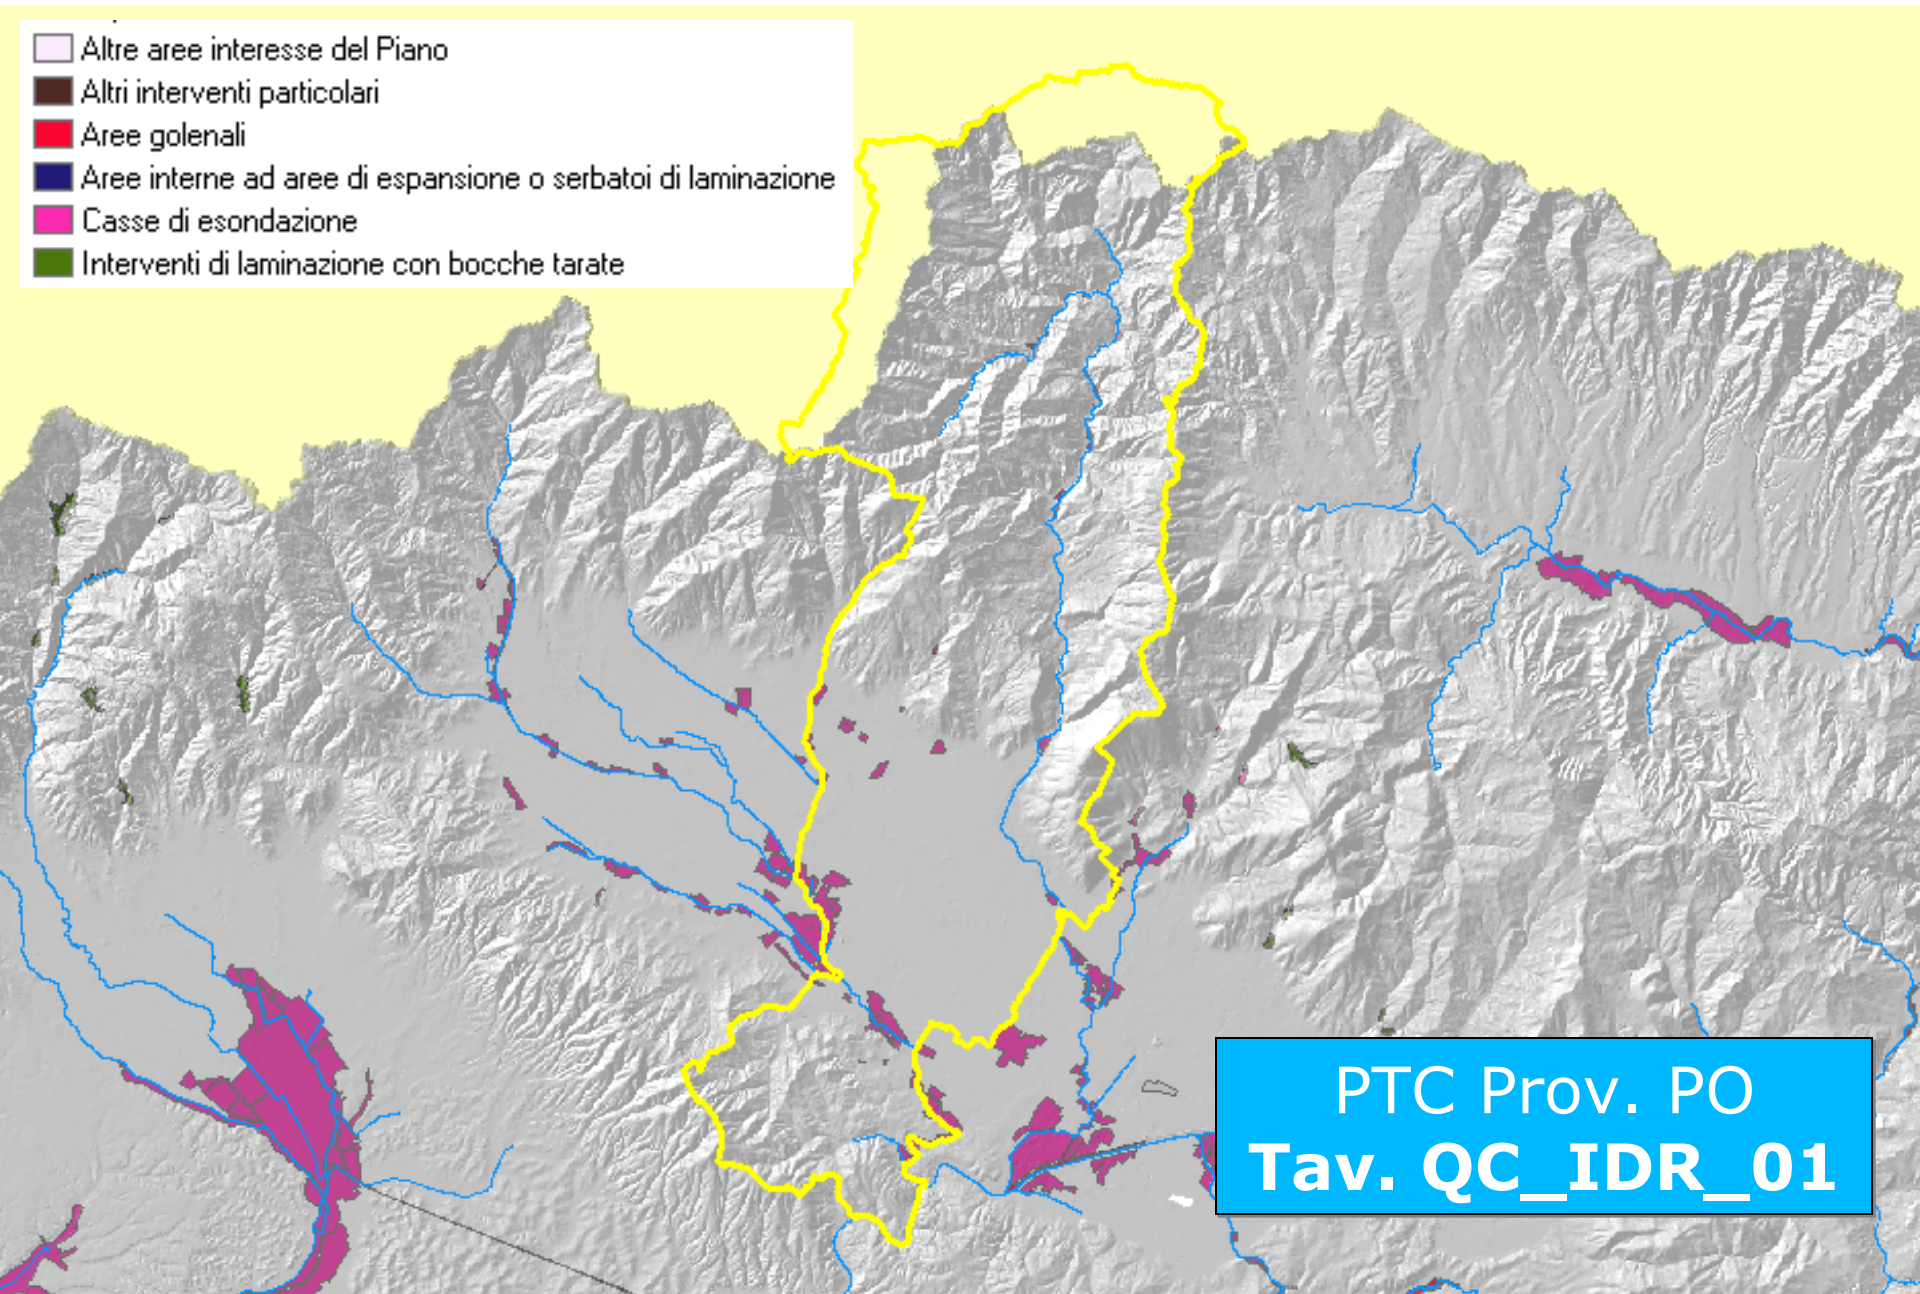 Altre aree interesse del Piano
Altri interventi particolari
Aree golenali
Aree interne ad aree di espansione o serbatoi di laminazione
Casse di esondazione
Interventi di laminazione con bocche tarate
PTC Prov. PO
Tav. QC_IDR_01